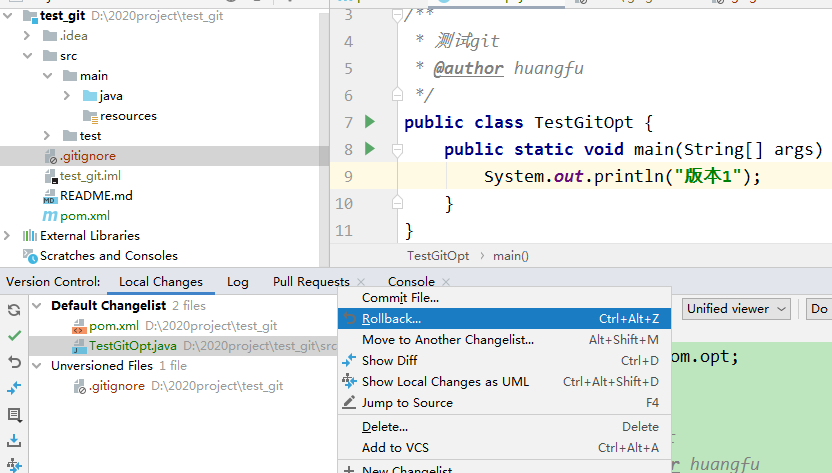 test_git D:\2020project\test_git
.idea
src
main
java
resources
test
.gitignore
test_git.iml
README.md
pom.xml
External Libraries
Scratches and Consoles
3 /**
4 * 测试git
5 * @author huangfu
6 */
7 public class TestGitOpt {
8 public static void main(String[] args)
9 System.out.println("版本1");
10 }
11 }
TestGitOpt main()
Version Control: Local Changes Log Pull Requests Console
Default Changelist 2 files
pom.xml D:\2020project\test_git
TestGitOpt.java D:\2020project\test_git\src
Unversioned Files 1 file
.gitignore D:\2020project\test_git
Commit File...
Rollback... Ctrl+Alt+Z
Move to Another Changelist... Alt+Shift+M
Show Diff Ctrl+D
Show Local Changes as UML Ctrl+Alt+Shift+D
Jump to Source F4
Delete... Delete
Add to VCS Ctrl+Alt+A
New Changelist
Unified viewer Do
om.opt;
huangfu